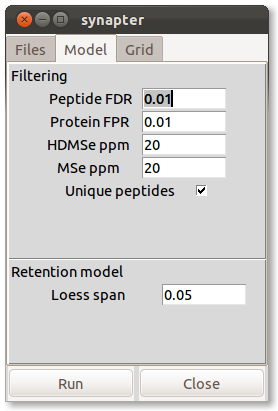 synapter
Files Model Grid
Filtering
Peptide FDR 0.01
Protein FPR 0.01
HDMSe ppm 20
MSe ppm 20
Unique peptides
Retention model
Loess span 0.05
Run Close